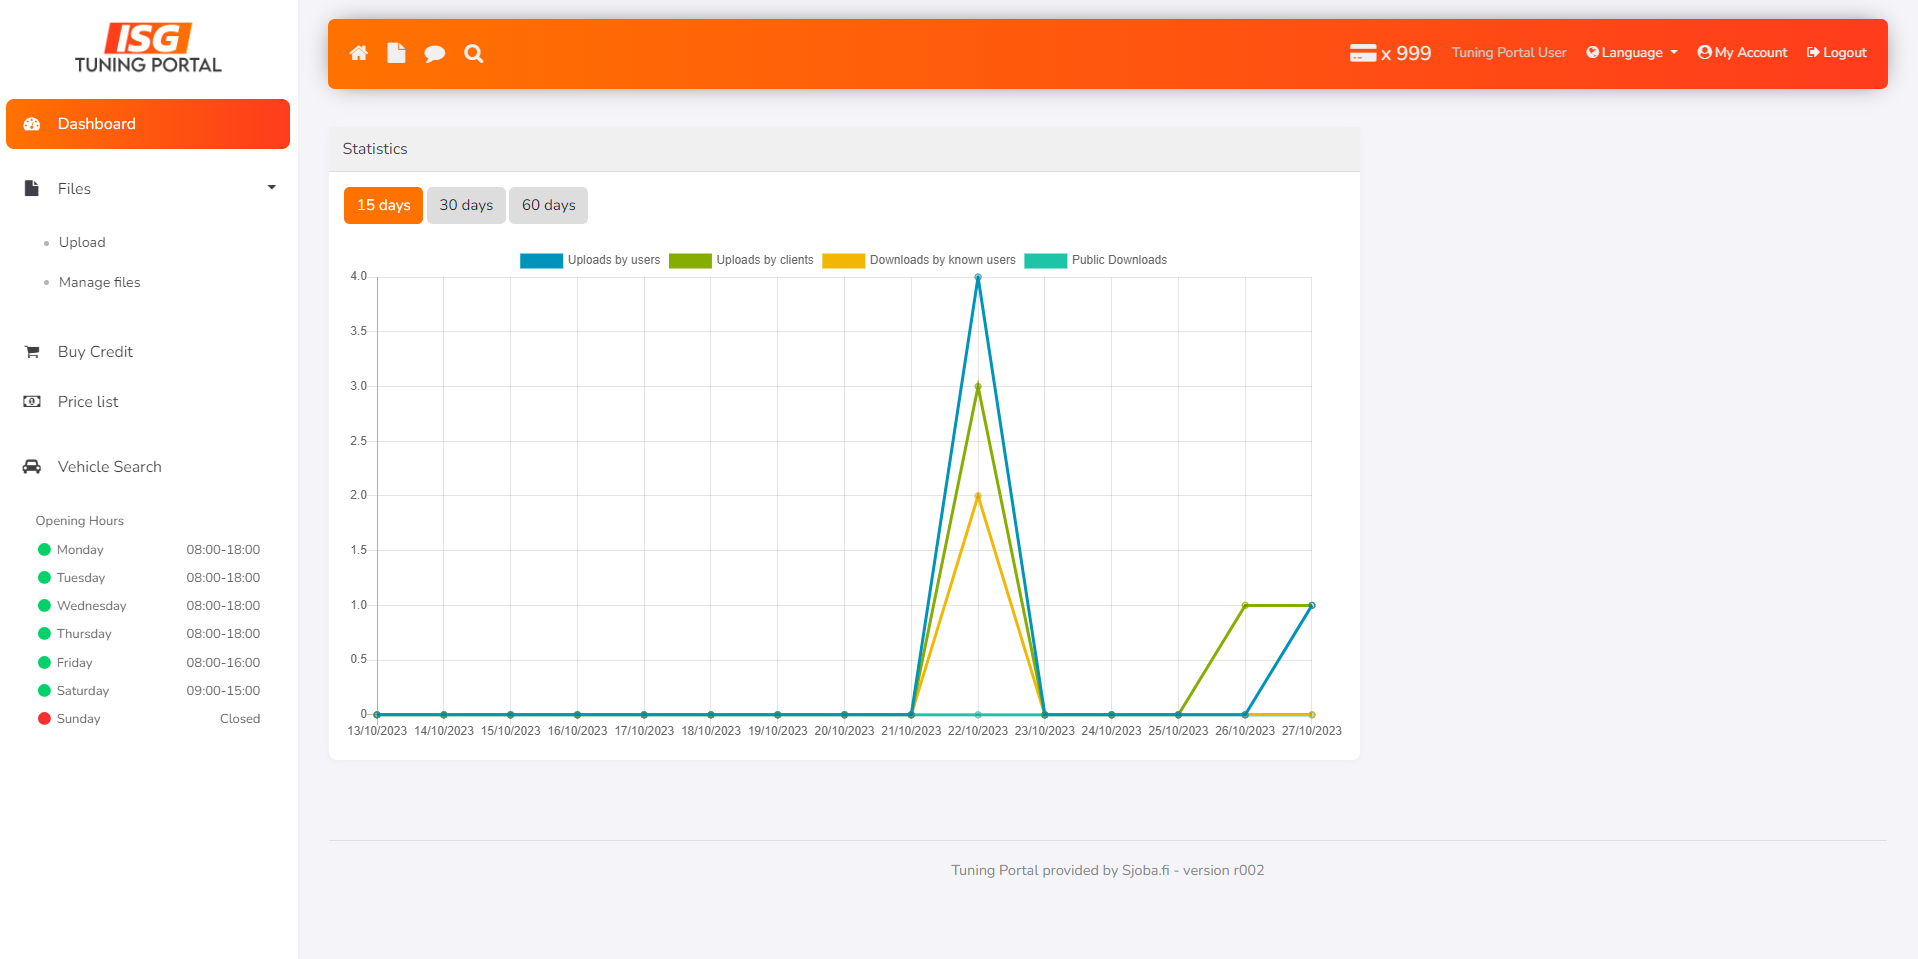 ISG
TUNING PORTAL
x 999
Tuning Portal User
Language
My Account
Logout
Dashboard
Files
Upload
Manage files
Buy Credit
Price list
Vehicle Search
Opening Hours
Monday 08:00-18:00
Tuesday 08:00-18:00
Wednesday 08:00-18:00
Thursday 08:00-18:00
Friday 08:00-16:00
Saturday 09:00-15:00
Sunday Closed
Statistics
15 days 30 days 60 days
Uploads by users Uploads by clients Downloads by known users Public Downloads
4.0
3.5
3.0
2.5
2.0
1.5
1.0
0.5
0
13/10/2023 14/10/2023 15/10/2023 16/10/2023 17/10/2023 18/10/2023 19/10/2023 20/10/2023 21/10/2023 22/10/2023 23/10/2023 24/10/2023 25/10/2023 26/10/2023 27/10/2023
Tuning Portal provided by Sjoba.fi - version r002